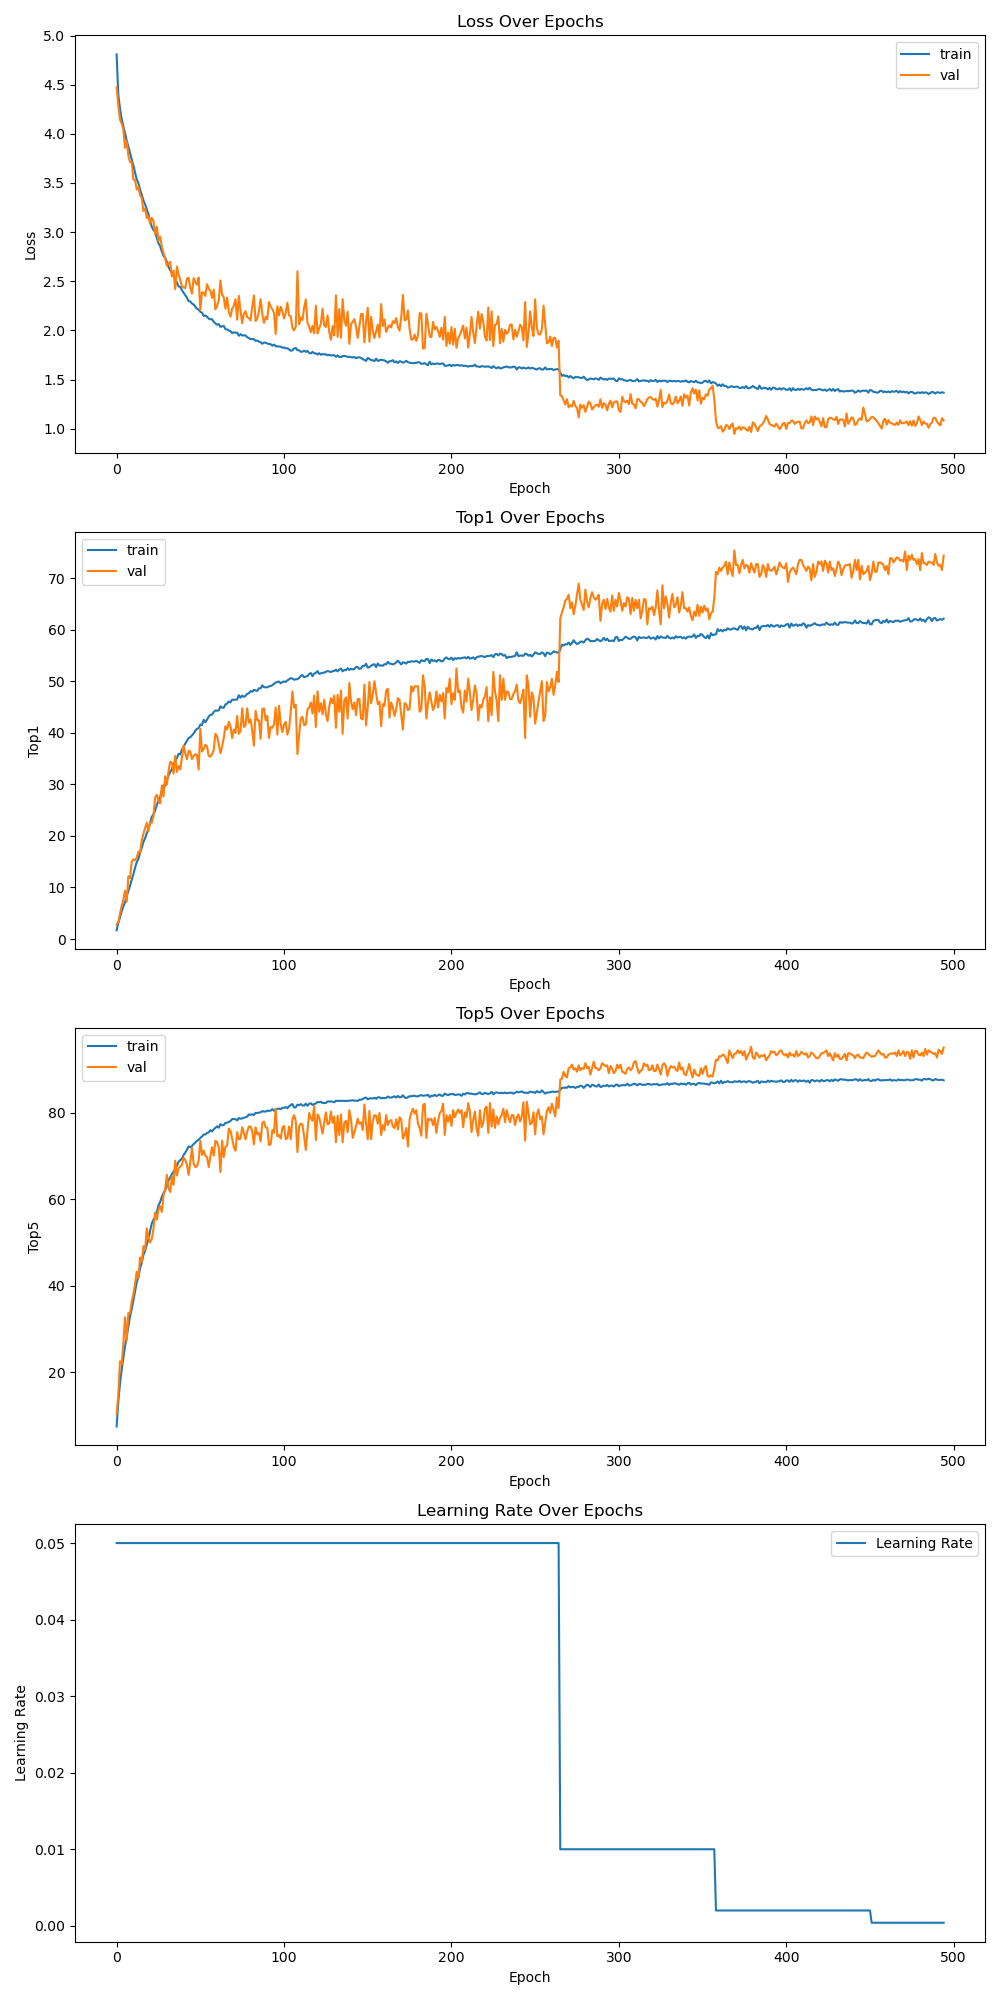 Loss Over Epochs
5.0
4.5
4.0
3.5
3.0
2.5
2.0
1.5
1.0
Loss
train
val
0 100 200 300 400 500
Epoch
Top1 Over Epochs
70
60
50
40
30
20
10
0
Top1
train
val
0 100 200 300 400 500
Epoch
Top5 Over Epochs
80
60
40
20
Top5
train
val
0 100 200 300 400 500
Epoch
Learning Rate Over Epochs
0.05
0.04
0.03
0.02
0.01
0.00
Learning Rate
Learning Rate
0 100 200 300 400 500
Epoch